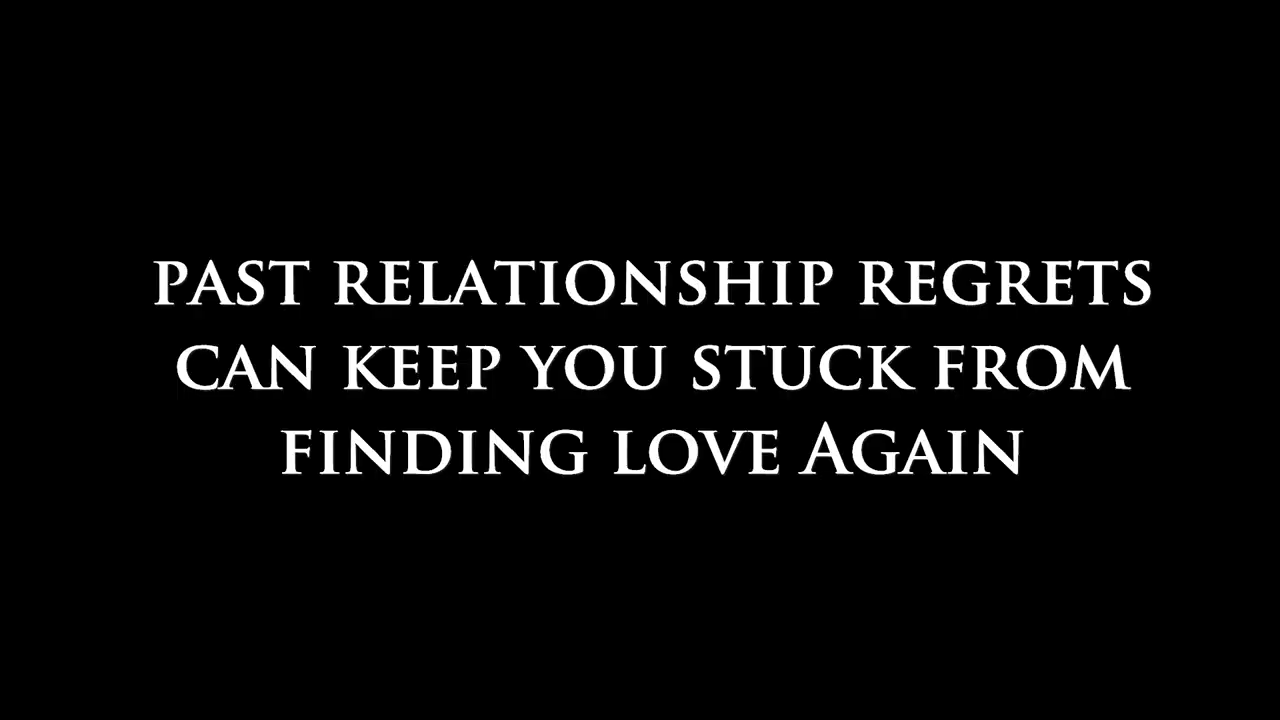 PAST RELATIONSHIP REGRETS
CAN KEEP YOU STUCK FROM
FINDING LOVE AGAIN